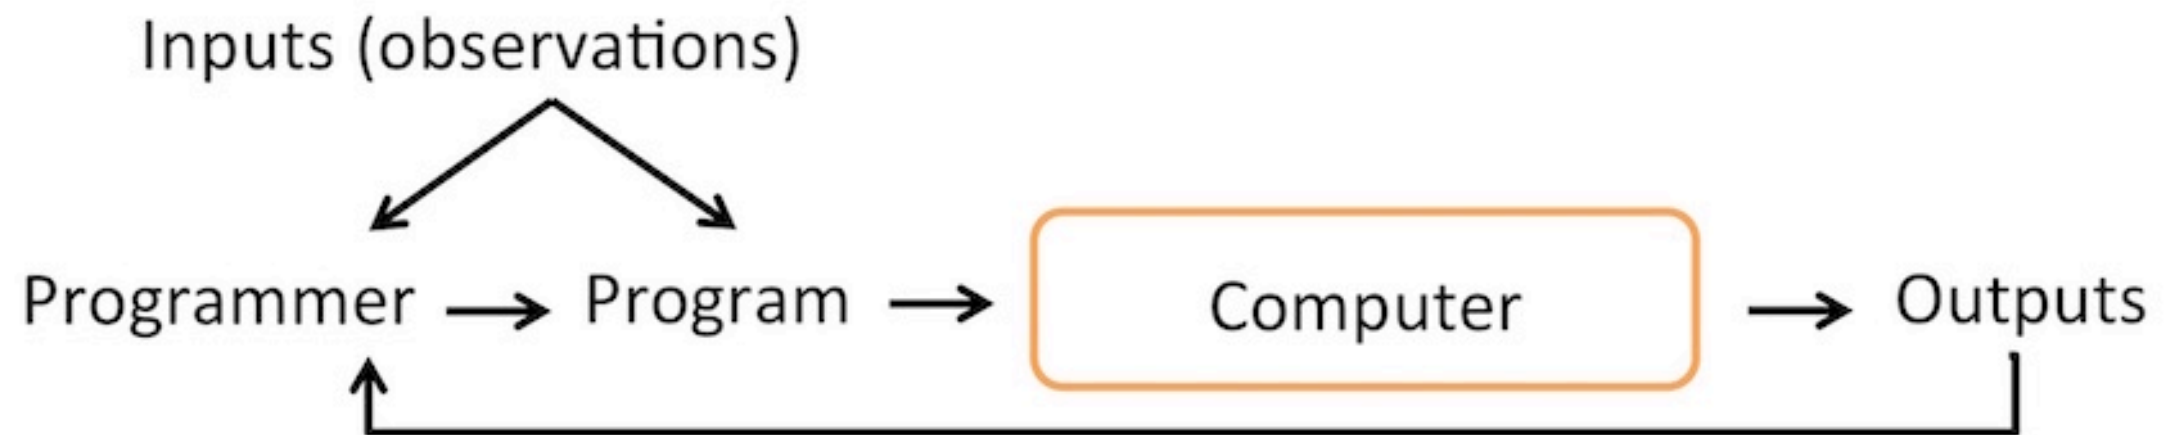 Inputs (observations)
Programmer
Program
Computer
Outputs